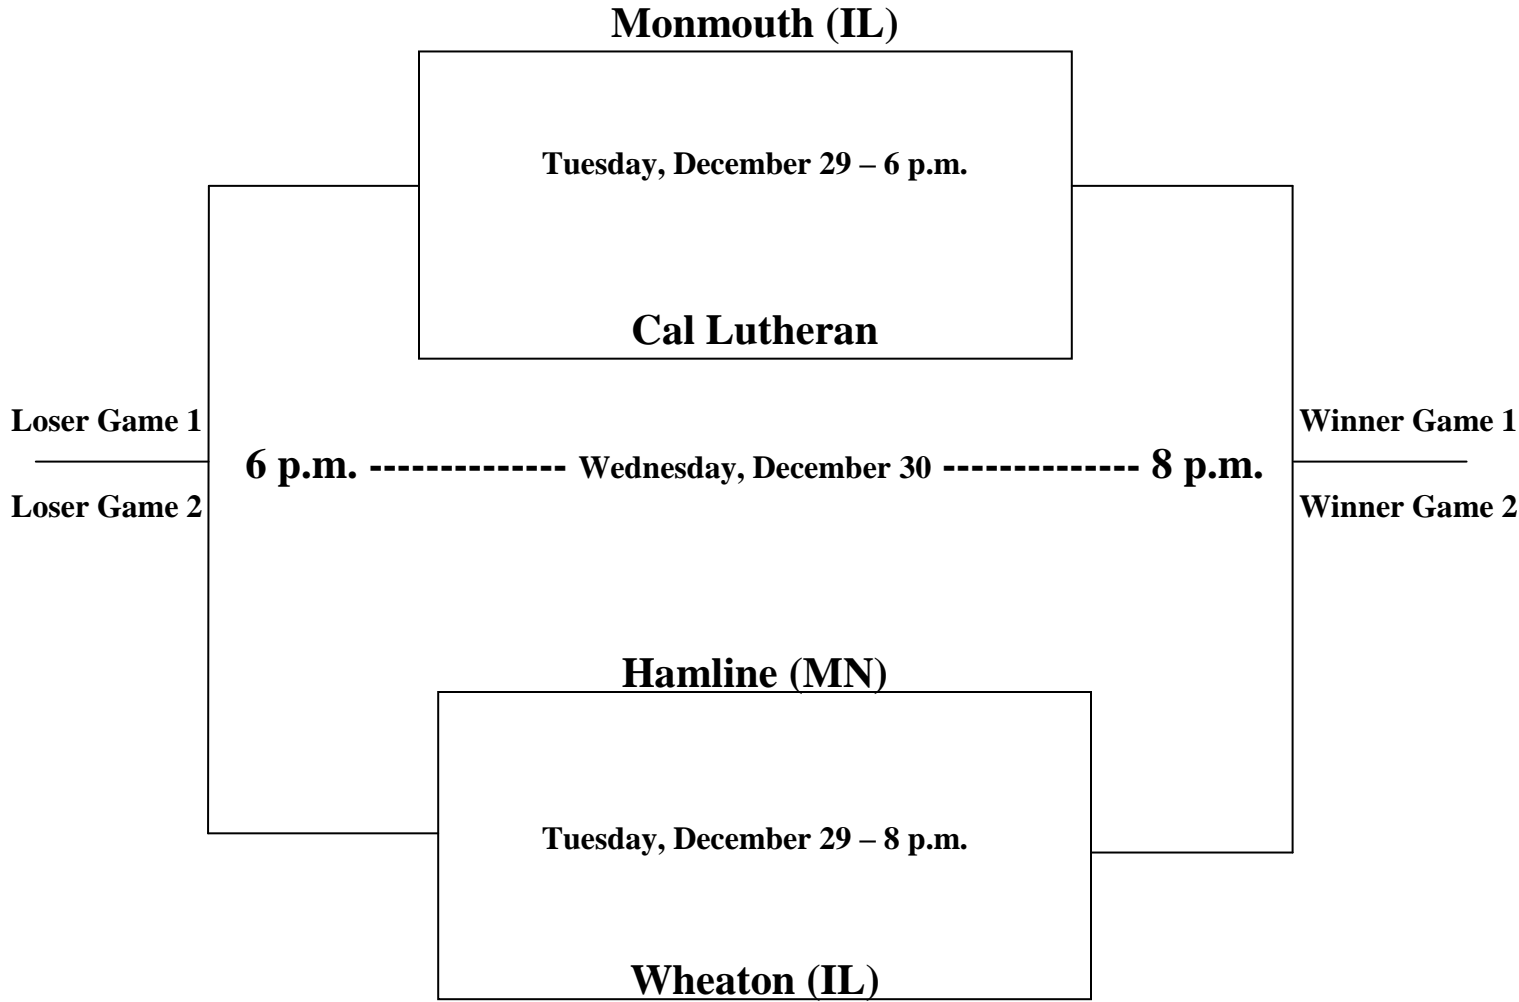 Monmouth (IL)
Tuesday, December 29 – 6 p.m.
Cal Lutheran
Loser Game 1
Winner Game 1
6 p.m. -------------- Wednesday, December 30 -------------- 8 p.m.
Loser Game 2
Winner Game 2
Hamline (MN)
Tuesday, December 29 – 8 p.m.
Wheaton (IL)